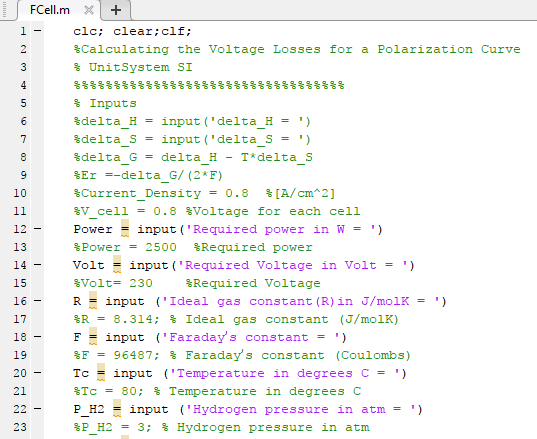 FCell.m
1 clc; clear;clf;
2 %Calculating the Voltage Losses for a Polarization Curve
3 % UnitSystem SI
4 %%%%%%%%%%%%%%%%%%%%%%%%%%%%%%%%%%
5 % Inputs
6 %delta_H = input('delta_H = ')
7 %delta_S = input('delta_S = ')
8 %delta_G = delta_H - T*delta_S
9 %Er =-delta_G/(2*F)
10 %Current_Density = 0.8 %[A/cm^2]
11 %V_cell = 0.8 %Voltage for each cell
12 Power = input('Required power in W = ')
13 %Power = 2500 %Required power
14 Volt = input('Required Voltage in Volt = ')
15 %Volt= 230 %Required Voltage
16 R = input ('Ideal gas constant(R)in J/molK = ')
17 %R = 8.314; % Ideal gas constant (J/molK)
18 F = input ('Faraday's constant = ')
19 %F = 96487; % Faraday's constant (Coulombs)
20 Tc = input ('Temperature in degrees C = ')
21 %Tc = 80; % Temperature in degrees C
22 P_H2 = input ('Hydrogen pressure in atm = ')
23 %P_H2 = 3; % Hydrogen pressure in atm